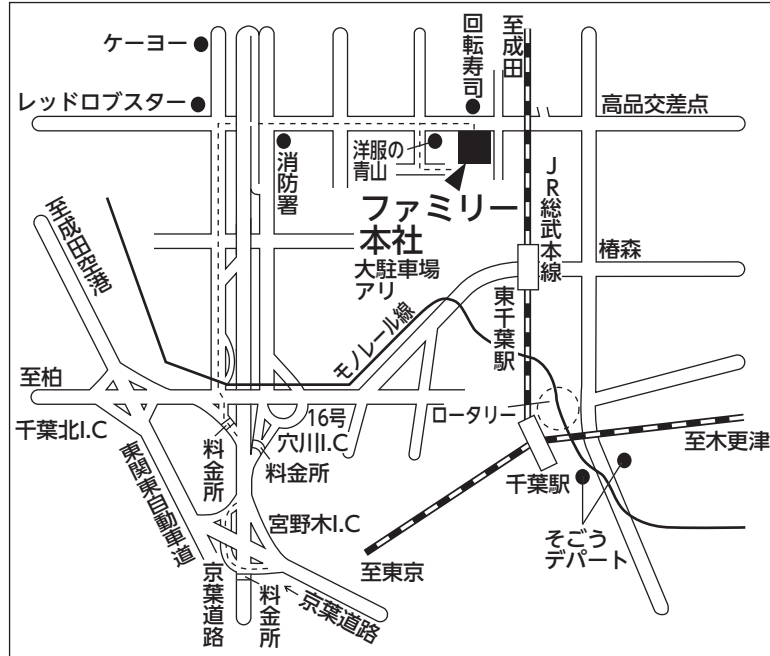 ケーヨー
回転寿司
至成田
レッドロブスター
高品交差点
消防署
洋服の
青山
JR総武本線
ファミリー
本社
大駐車場
アリ
至成田空港
椿森
東千葉駅
モノレール線
至柏
16号
ロータリー
千葉北I.C
穴川I.C
料金所
料金所
至木更津
千葉駅
東関東自動車道
宮野木I.C
そごう
デパート
至東京
京葉道路
料金所
←京葉道路